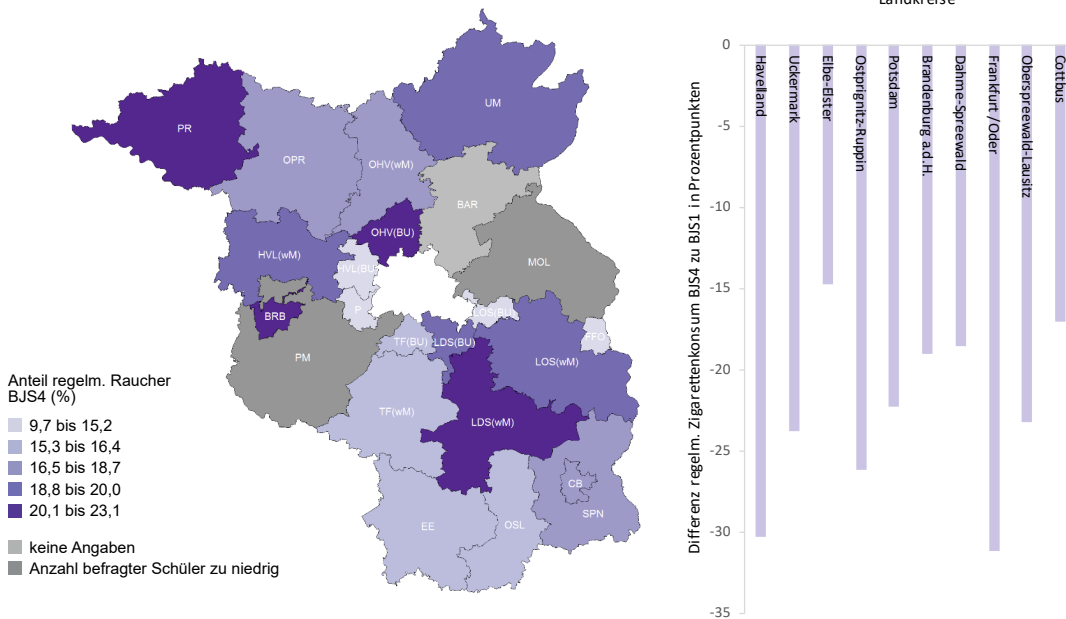 PR
OPR
OHV(wM)
UM
BAR
OHV(BU)
MOL
HVL(wM)
HVL(BU)
P
BRB
LOS(BU)
FFO
TF(BU)
LDS(BU)
PM
LOS(wM)
TF(wM)
LDS(wM)
CB
SPN
EE
OSL
Anteil regelm. Raucher
BJS4 (%)
9,7 bis 15,2
15,3 bis 16,4
16,5 bis 18,7
18,8 bis 20,0
20,1 bis 23,1
keine Angaben
Anzahl befragter Schüler zu niedrig
Landkreise
Differenz regelm. Zigarettenkonsum BJS4 zu BJS1 in Prozentpunkten
0
-5
-10
-15
-20
-25
-30
-35
Havelland
Uckermark
Elbe-Elster
Ostprignitz-Ruppin
Potsdam
Brandenburg a.d.H.
Dahme-Spreewald
Frankfurt /Oder
Oberspreewald-Lausitz
Cottbus